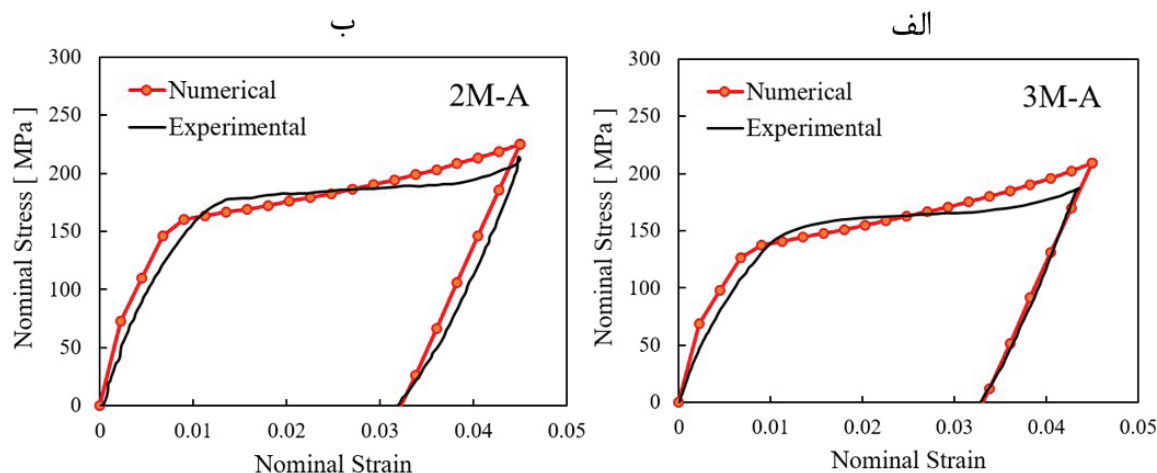 ب
300
250
200
150
100
50
0
Nominal Stress [ MPa]
Numerical
Experimental
2M-A
0 0.01 0.02 0.03 0.04 0.05
Nominal Strain
الف
300
250
200
150
100
50
0
Nominal Stress [ MPa]
Numerical
Experimental
3M-A
0 0.01 0.02 0.03 0.04 0.05
Nominal Strain